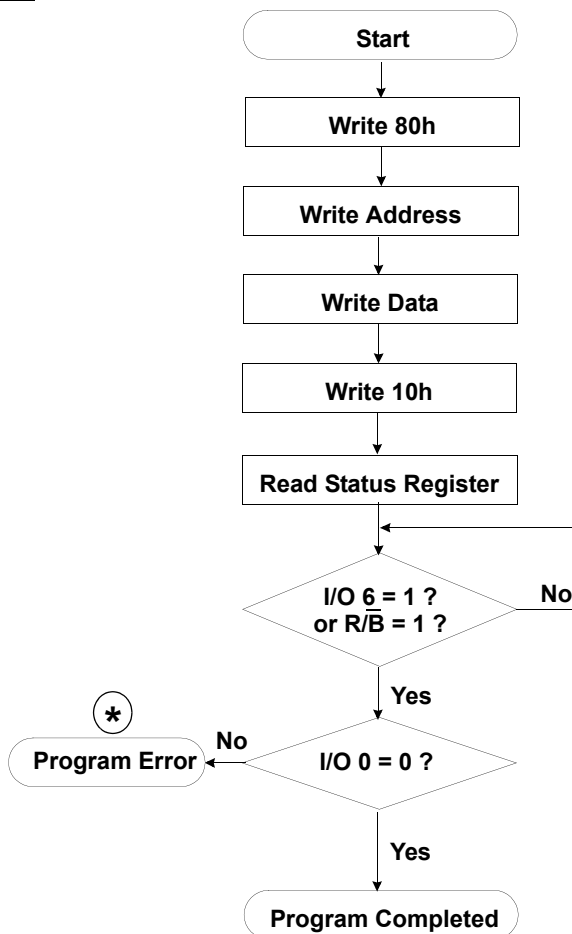 Start
Write 80h
Write Address
Write Data
Write 10h
Read Status Register
I/O 6 = 1 ?
or R/B̅ = 1 ?
No
Yes
*
No
Program Error
I/O 0 = 0 ?
Yes
Program Completed